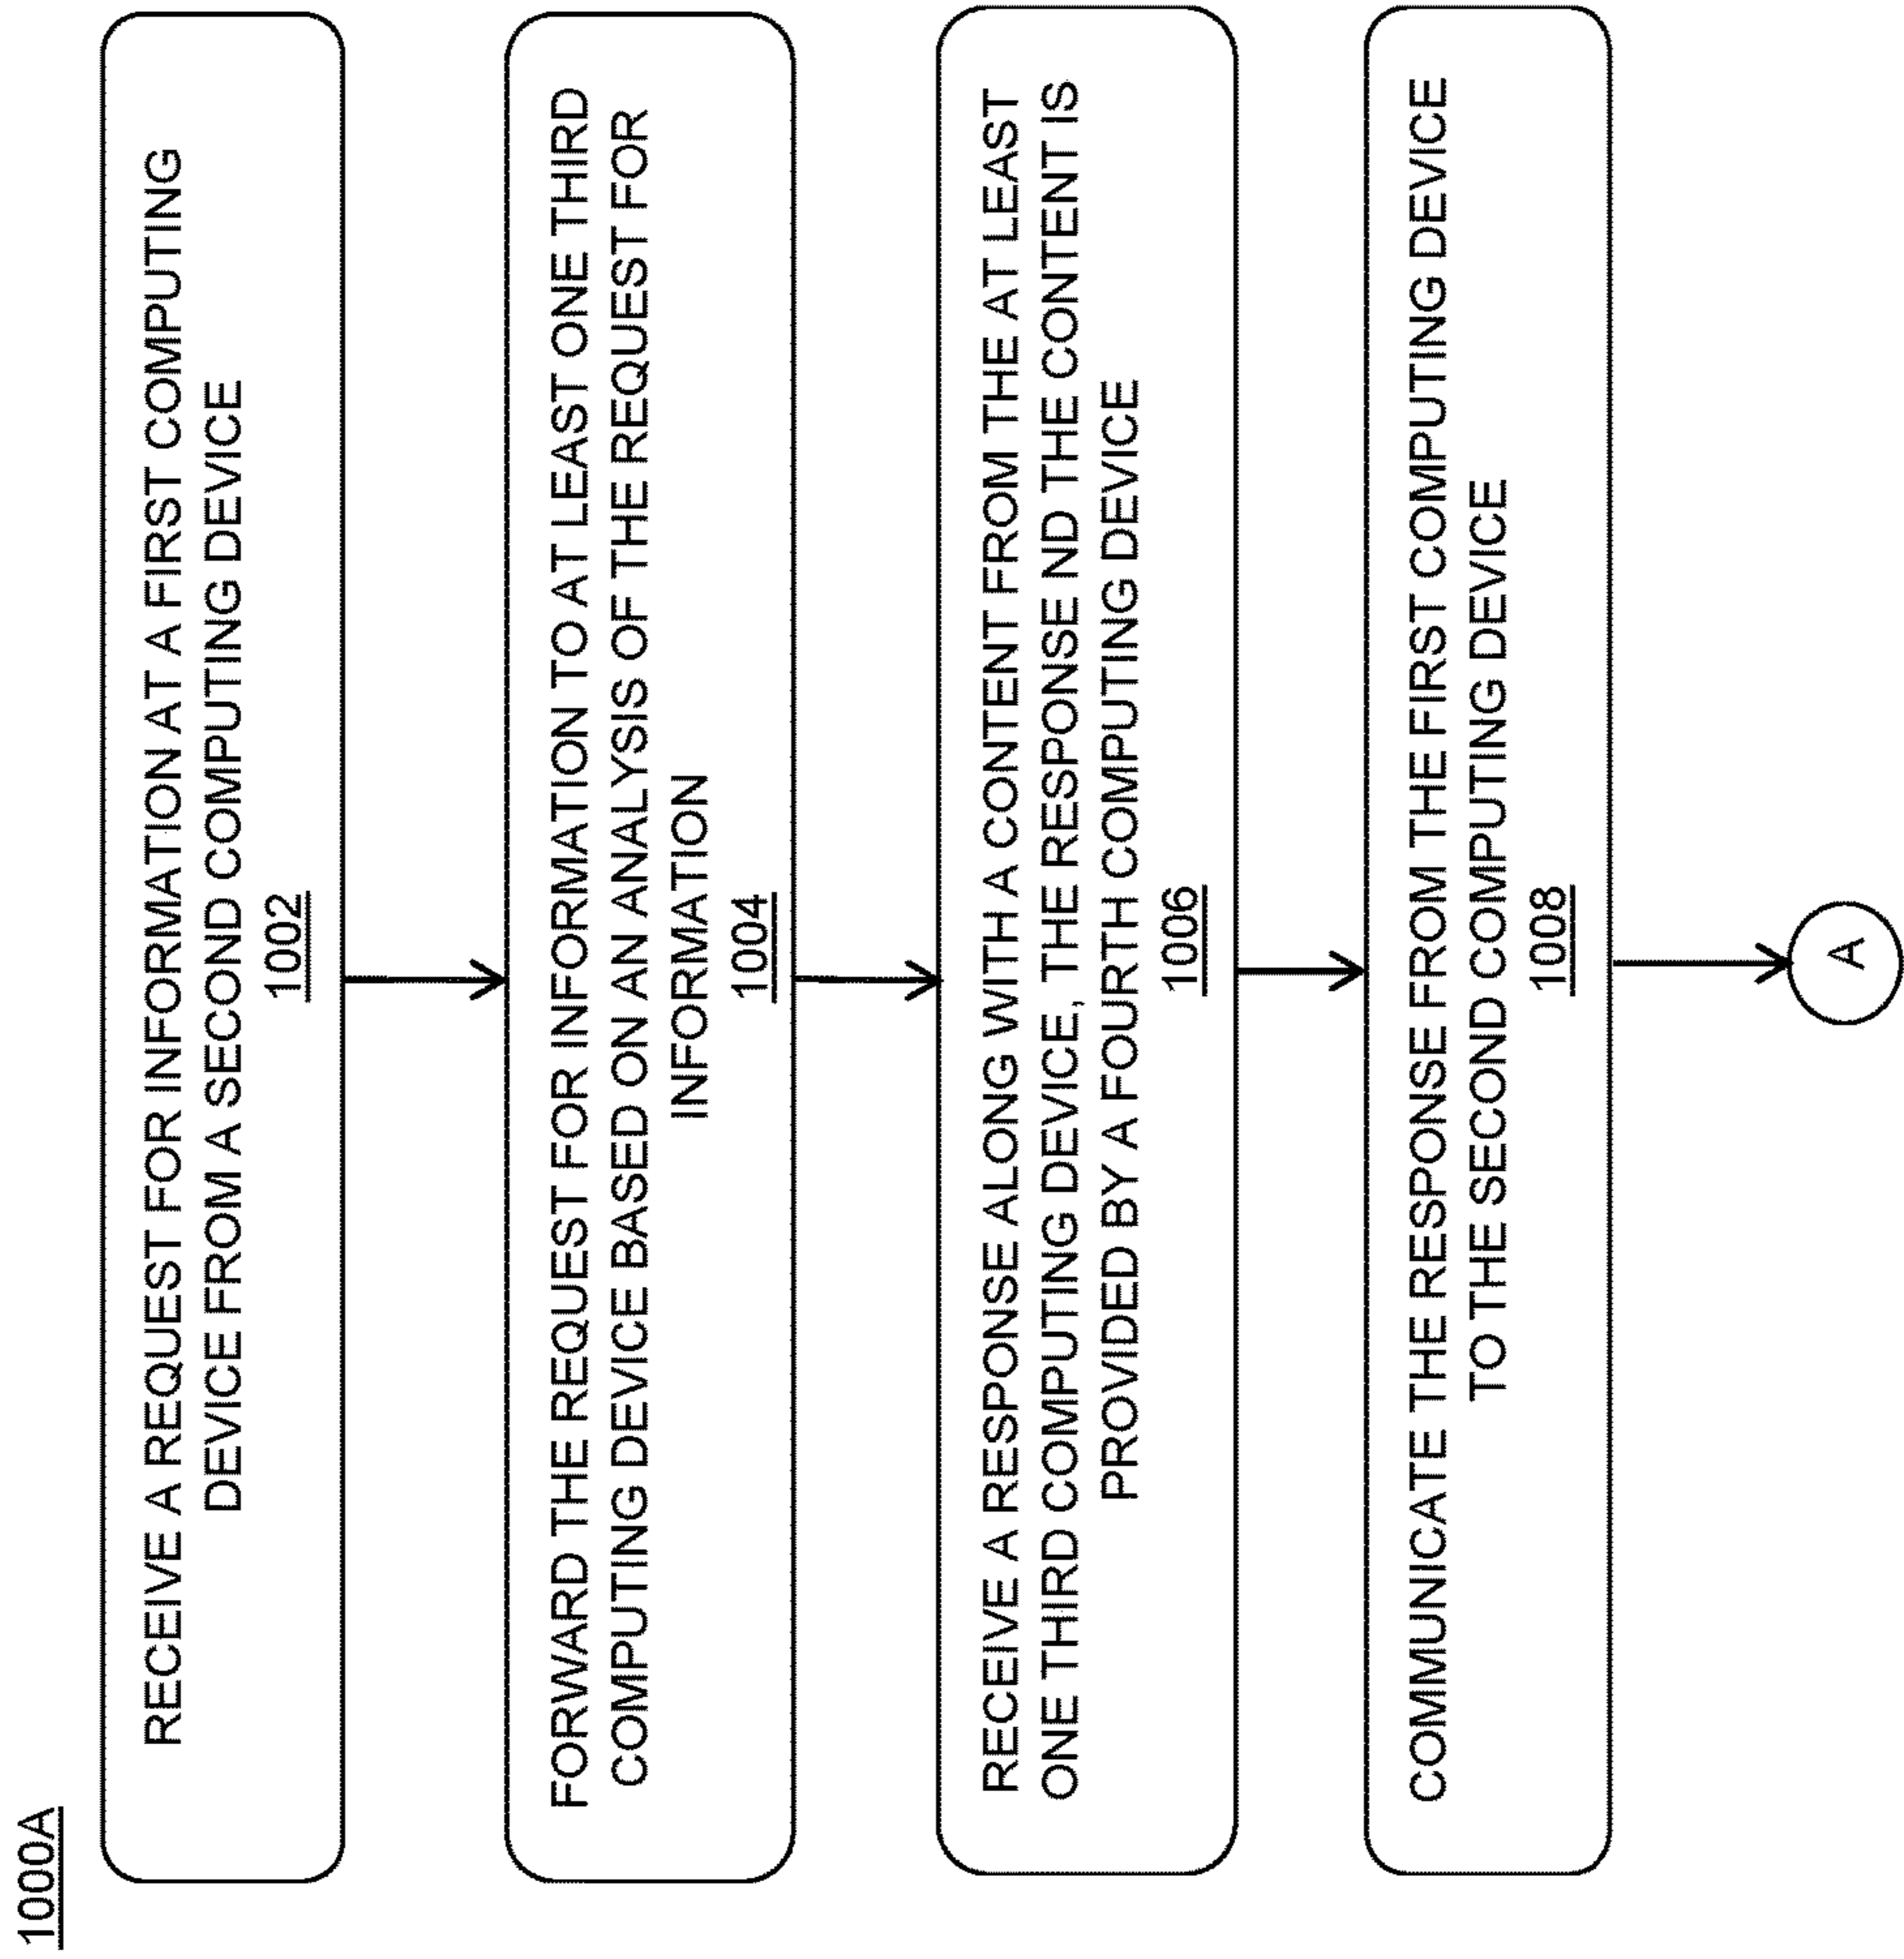 1000A
RECEIVE A REQUEST FOR INFORMATION AT A FIRST COMPUTING
DEVICE FROM A SECOND COMPUTING DEVICE
1002
FORWARD THE REQUEST FOR INFORMATION TO AT LEAST ONE THIRD
COMPUTING DEVICE BASED ON AN ANALYSIS OF THE REQUEST FOR
INFORMATION
1004
RECEIVE A RESPONSE ALONG WITH A CONTENT FROM THE AT LEAST
ONE THIRD COMPUTING DEVICE, THE RESPONSE ND THE CONTENT IS
PROVIDED BY A FOURTH COMPUTING DEVICE
1006
COMMUNICATE THE RESPONSE FROM THE FIRST COMPUTING DEVICE
TO THE SECOND COMPUTING DEVICE
1008
A